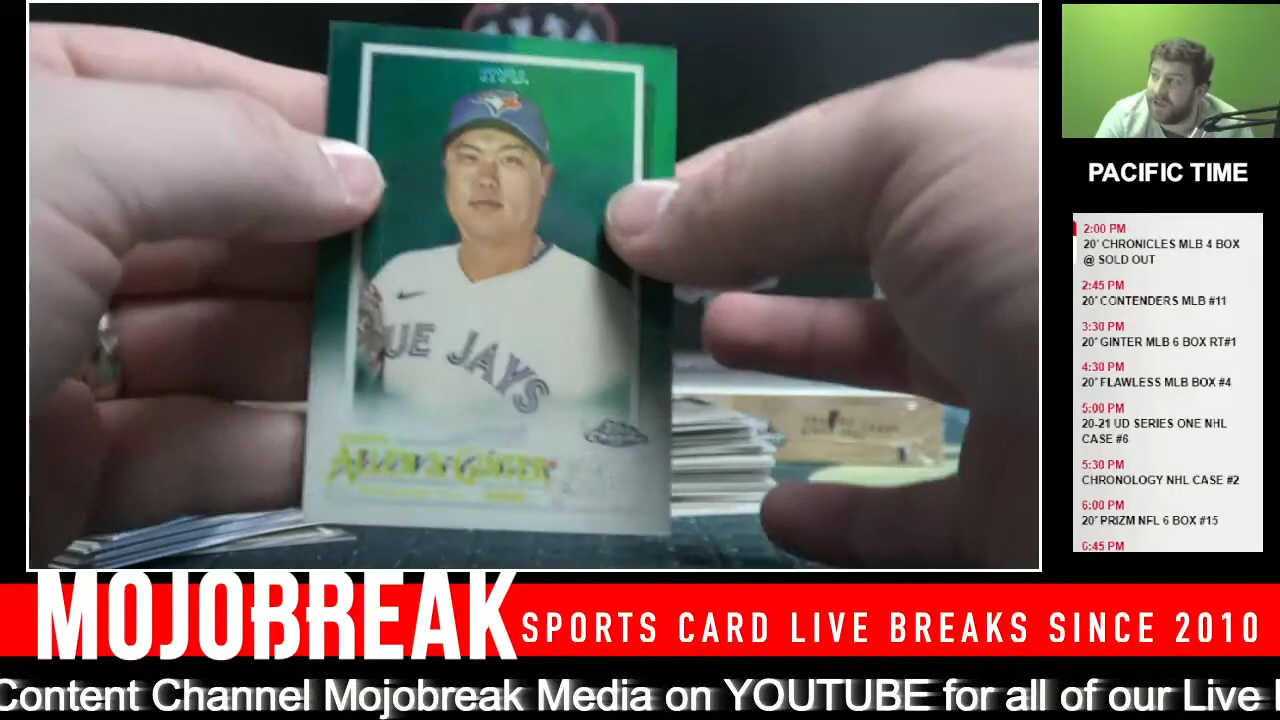 RYU
UE JAYS
ALLEN & GINTER
PACIFIC TIME
2:00 PM
20' CHRONICLES MLB 4 BOX
@ SOLD OUT
2:45 PM
20' CONTENDERS MLB #11
3:30 PM
20' GINTER MLB 6 BOX RT#1
4:30 PM
20' FLAWLESS MLB BOX #4
5:00 PM
20-21 UD SERIES ONE NHL
CASE #6
5:30 PM
CHRONOLOGY NHL CASE #2
6:00 PM
20' PRIZM NFL 6 BOX #15
6:45 PM
MOJOBREAK
SPORTS CARD LIVE BREAKS SINCE 2010
Content Channel Mojobreak Media on YOUTUBE for all of our Live